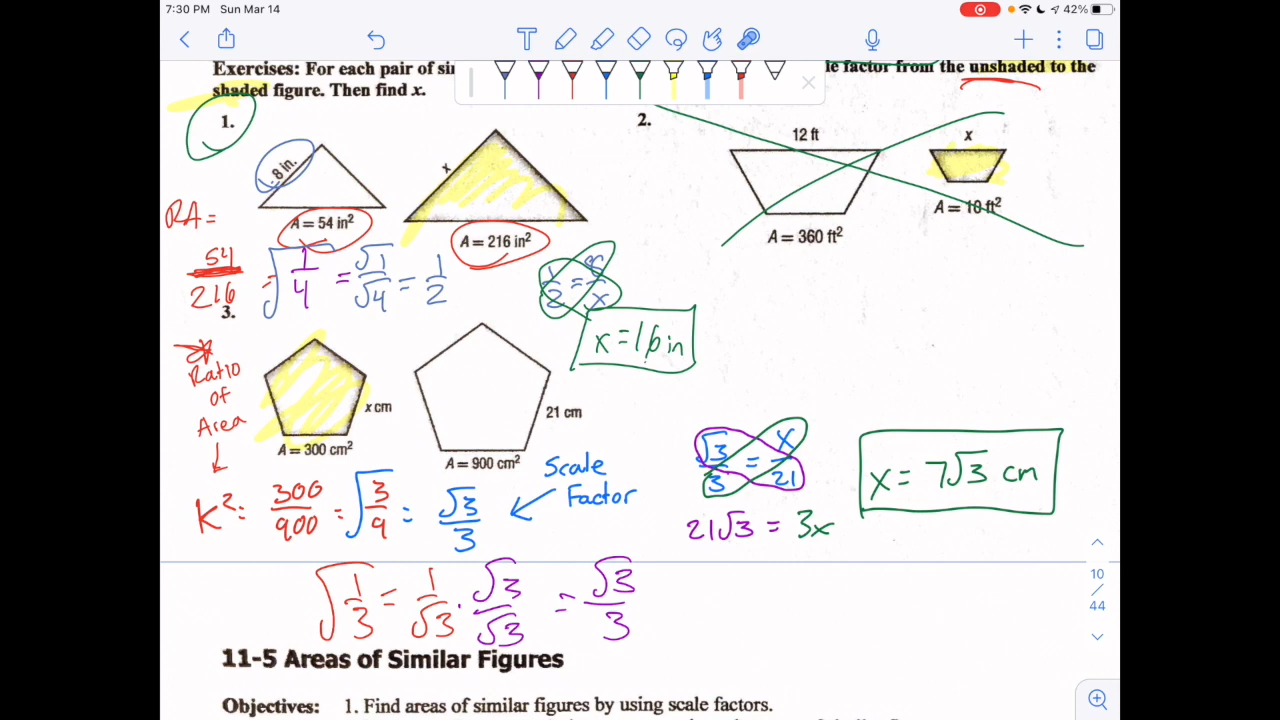 7:30 PM Sun Mar 14
42%
Exercises: For each pair of sin
le factor from the unshaded to the
shaded figure. Then find x.
1.
8 in.
x
A = 54 in²
A = 216 in²
2.
12 ft
x
A = 360 ft²
A = 10 ft²
RA =
54/216 = √1/4 = √1/√4 = 1/2
1/2 = 8/x
x = 16 in
3.
Ratio
of
Area
x cm
21 cm
A = 300 cm²
A = 900 cm²
Scale
Factor
K² = 300/900 = √3/9 = √3/3
√3/3 = x/21
21√3 = 3x
x = 7√3 cm
√1/3 = 1/√3 · √3/√3 = √3/3
10
/
44
11-5 Areas of Similar Figures
Objectives: 1. Find areas of similar figures by using scale factors.